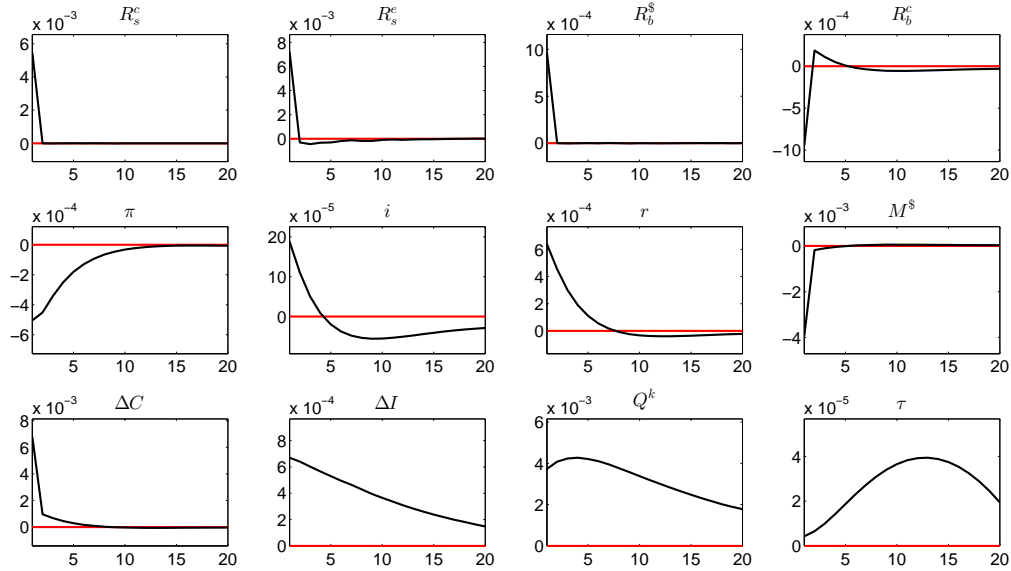 R_s^c R_s^e R_b^$ R_b^c
x 10^−3 x 10^−3 x 10^−4 x 10^−4
6 8 10 0
4 6 5 −5
2 4 0 −10
0 2
0
5 10 15 20 5 10 15 20 5 10 15 20 5 10 15 20
π i r M^$
x 10^−4 x 10^−5 x 10^−4 x 10^−3
0 20 6 0
−2 10 4 −2
−4 0 2 −4
−6 0
5 10 15 20 5 10 15 20 5 10 15 20 5 10 15 20
ΔC ΔI Q^k τ
x 10^−3 x 10^−4 x 10^−3 x 10^−5
8 8 6 4
6 6 4 2
4 4 2 0
2 2 0
0 0
5 10 15 20 5 10 15 20 5 10 15 20 5 10 15 20